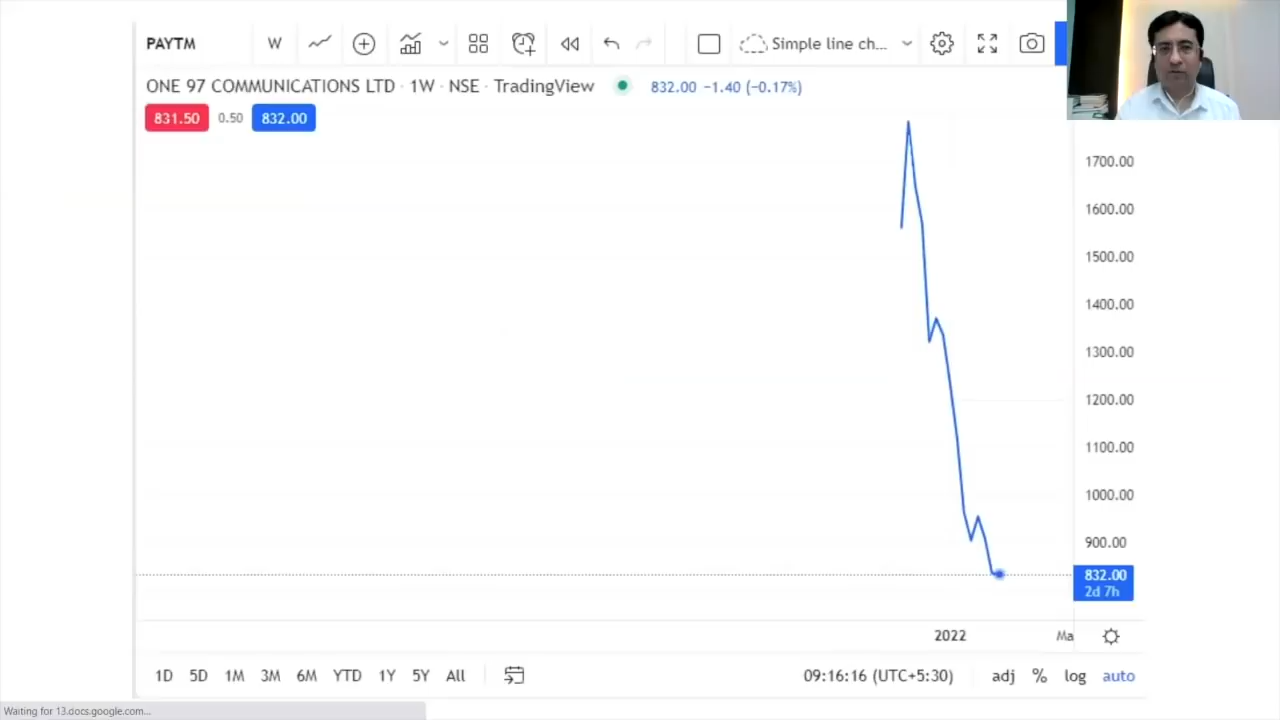 PAYTM W Simple line ch...
ONE 97 COMMUNICATIONS LTD · 1W · NSE · TradingView 832.00 −1.40 (−0.17%)
831.50 0.50 832.00
1700.00
1600.00
1500.00
1400.00
1300.00
1200.00
1100.00
1000.00
900.00
832.00
2d 7h
2022 Ma
1D 5D 1M 3M 6M YTD 1Y 5Y All 09:16:16 (UTC+5:30) adj % log auto
Waiting for 13.docs.google.com...